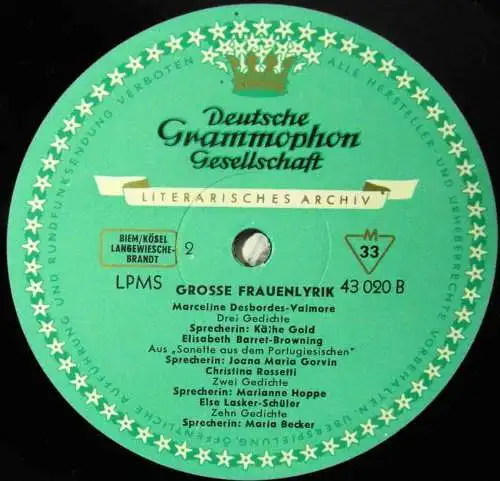 Deutsche
Grammophon
Gesellschaft
LITERARISCHES ARCHIV
BIEM/KÖSEL
LANGEWIESCHE-
BRANDT
2
M
33
LPMS
GROSSE FRAUENLYRIK
43 020 B
Marceline Desbordes-Valmore
Drei Gedichte
Sprecherin: Käthe Gold
Elisabeth Barret-Browning
Aus „Sonette aus dem Portugiesischen"
Sprecherin: Joana Maria Gorvin
Christina Rossetti
Zwei Gedichte
Sprecherin: Marianne Hoppe
Else Lasker-Schüler
Zehn Gedichte
Sprecherin: Maria Becker
ALLE HERSTELLER- UND URHEBERRECHTE VORBEHALTEN. ÜBERSPIELUNG, ÖFFENTLICHE AUFFÜHRUNG UND RUNDFUNKSENDUNG VERBOTEN